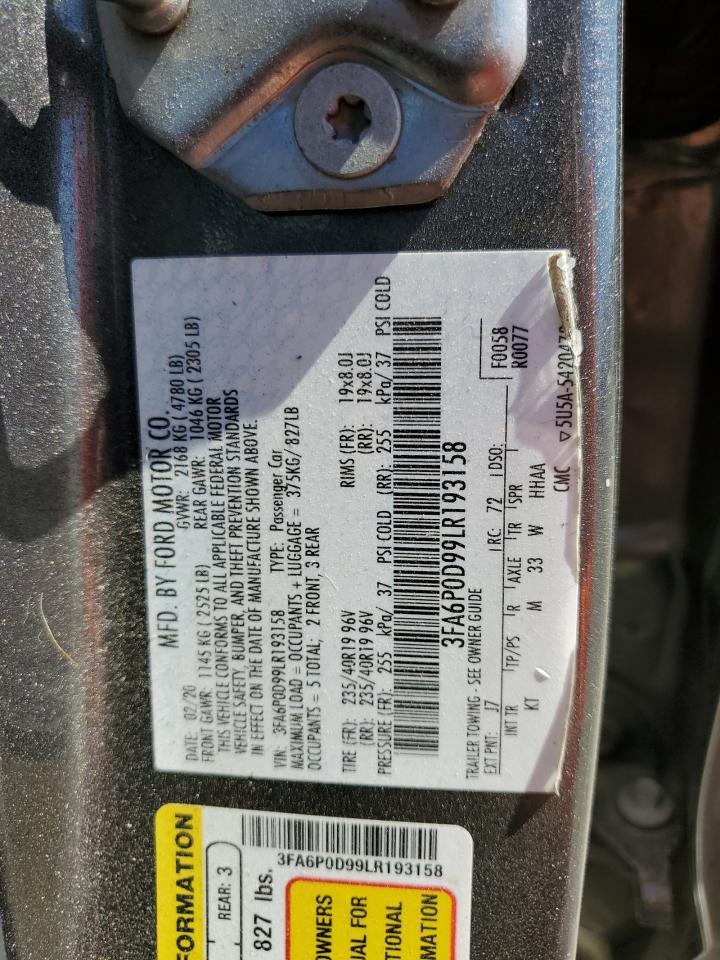 MFD. BY FORD MOTOR CO.
DATE: 02/20 GVWR: 2168 KG ( 4780 LB)
FRONT GAWR: 1145 KG ( 2525 LB) REAR GAWR: 1046 KG ( 2305 LB)
THIS VEHICLE CONFORMS TO ALL APPLICABLE FEDERAL MOTOR
VEHICLE SAFETY, BUMPER, AND THEFT PREVENTION STANDARDS
IN EFFECT ON THE DATE OF MANUFACTURE SHOWN ABOVE.
VIN: 3FA6P0D99LR193158 TYPE: Passenger Car
MAXIMUM LOAD = OCCUPANTS + LUGGAGE = 375KG/ 827LB
OCCUPANTS = 5 TOTAL; 2 FRONT, 3 REAR
TIRE (FR): 235/40R19 96V RIMS (FR): 19x8.0J
(RR): 235/40R19 96V (RR): 19x8.0J
PRESSURE (FR): 255 kPa/ 37 PSI COLD (RR): 255 kPa/ 37 PSI COLD
3FA6P0D99LR193158
TRAILER TOWING - SEE OWNER GUIDE
F0058
EXT PNT: J7 RC: 72 DSO: R0077
INT TR TP/PS R AXLE TR SPR
KT M 33 W HHAA
CMC ▽5U5A-5420472
FORMATION
REAR: 3
827 lbs.
3FA6P0D99LR193158
OWNERS
UAL FOR
TIONAL
RMATION